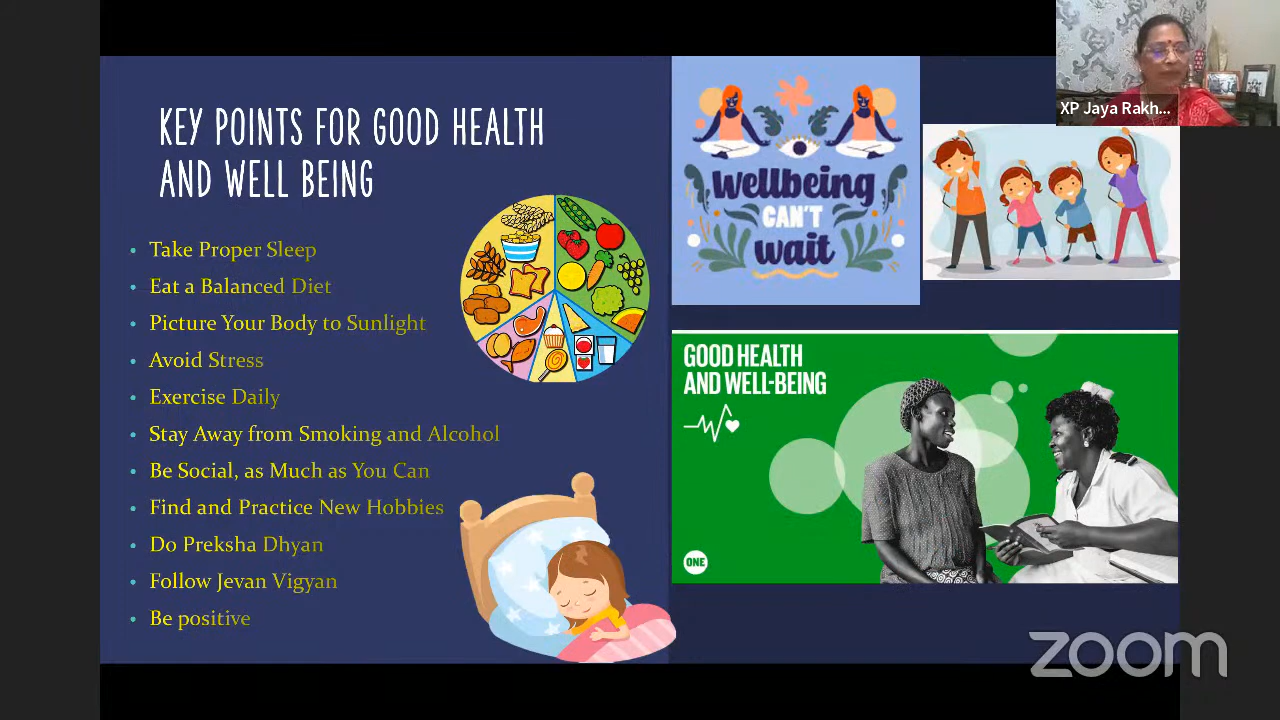 KEY POINTS FOR GOOD HEALTH
AND WELL BEING
Take Proper Sleep
Eat a Balanced Diet
Picture Your Body to Sunlight
Avoid Stress
Exercise Daily
Stay Away from Smoking and Alcohol
Be Social, as Much as You Can
Find and Practice New Hobbies
Do Preksha Dhyan
Follow Jevan Vigyan
Be positive
Wellbeing
CAN'T
wait
GOOD HEALTH
AND WELL-BEING
ONE
XP Jaya Rakh...
zoom